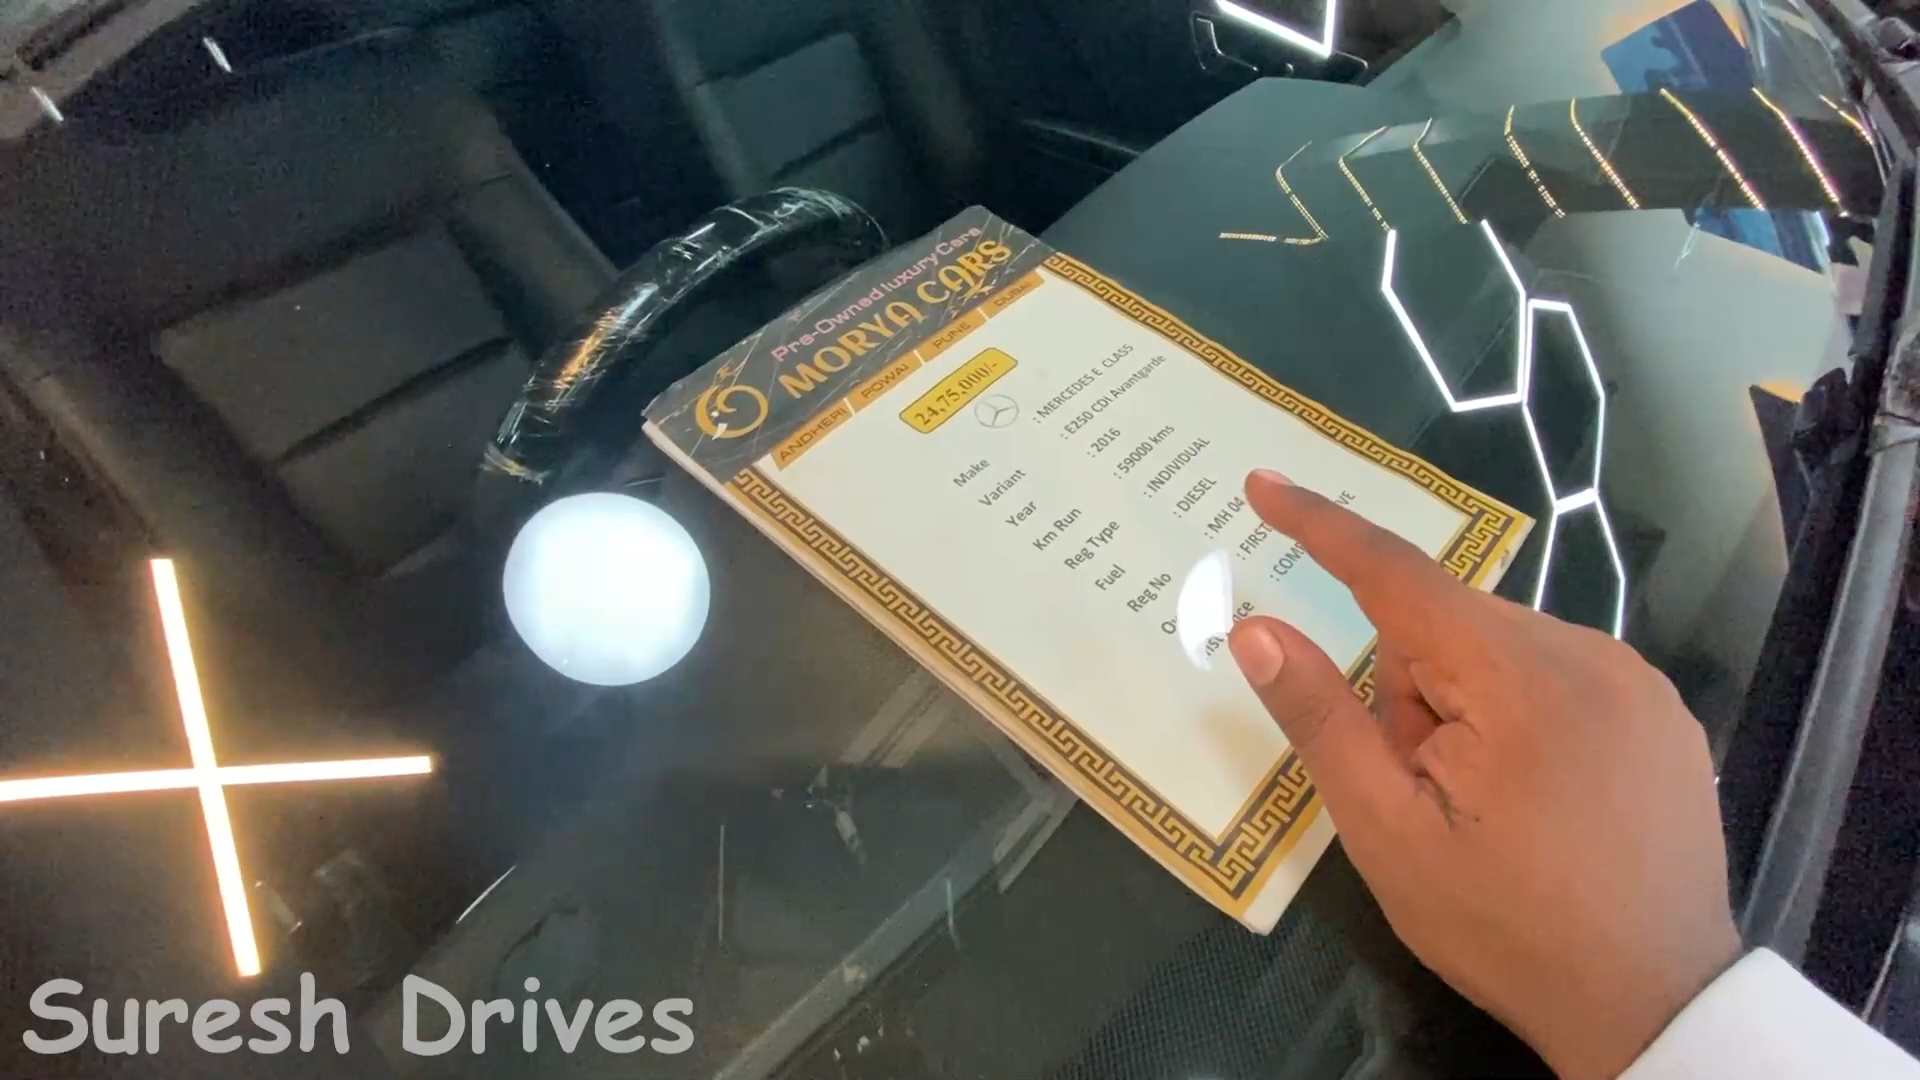 Pre-Owned luxury Cars
MORYA CARS
ANDHERI POWAI PUNE DUBAI
24,75,000/-
Make : MERCEDES E CLASS
Variant : E250 CDI Avantgarde
Year : 2016
Km Run : 59000 kms
Reg Type : INDIVIDUAL
Fuel : DIESEL
Reg No : MH 04
: FIRST
Suresh Drives